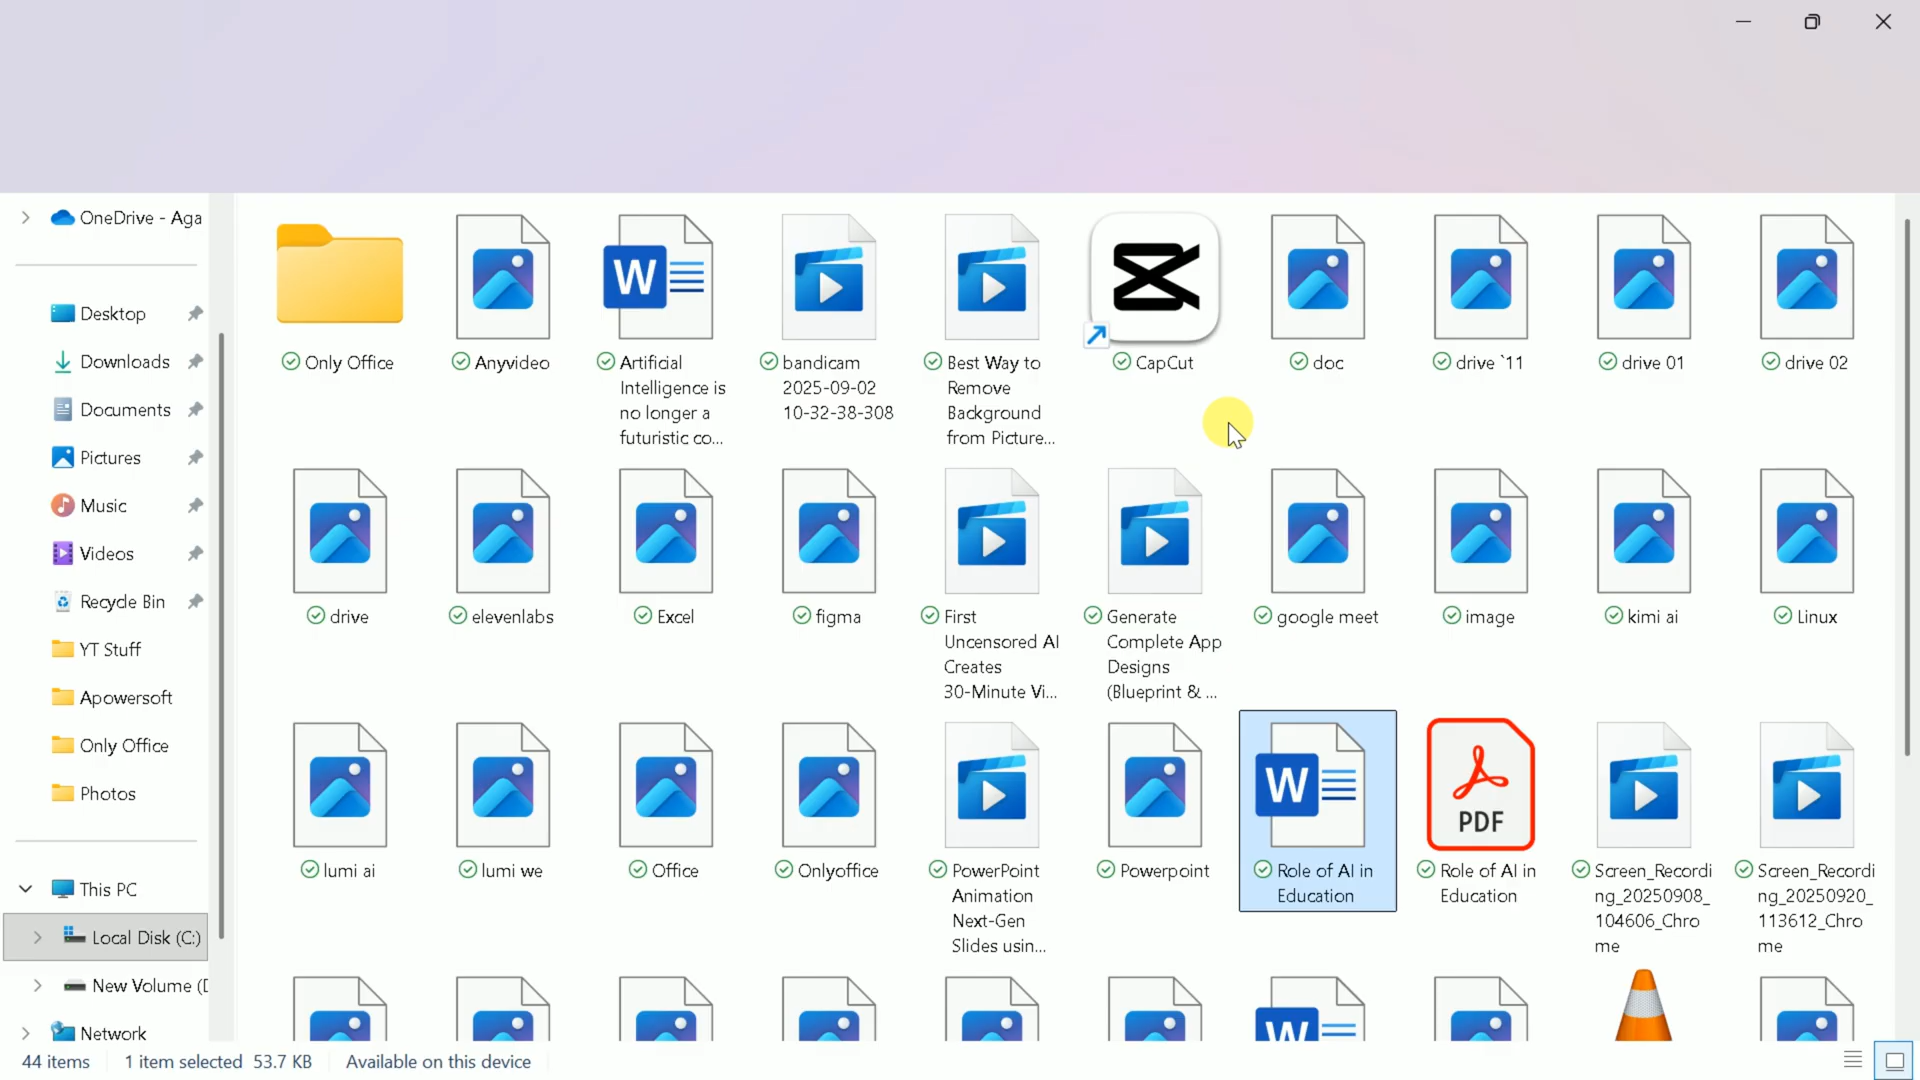 OneDrive - Aga
Desktop
Downloads
Documents
Pictures
Music
Videos
Recycle Bin
YT Stuff
Apowersoft
Only Office
Photos
This PC
Local Disk (C:)
New Volume (D
Network
Only Office
Anyvideo
W
Artificial
Intelligence is
no longer a
futuristic co...
bandicam
2025-09-02
10-32-38-308
Best Way to
Remove
Background
from Picture...
CapCut
doc
drive `11
drive 01
drive 02
drive
elevenlabs
Excel
figma
First
Uncensored AI
Creates
30-Minute Vi...
Generate
Complete App
Designs
(Blueprint & ...
google meet
image
kimi ai
Linux
lumi ai
lumi we
Office
Onlyoffice
PowerPoint
Animation
Next-Gen
Slides usin...
Powerpoint
W
Role of AI in
Education
PDF
Role of AI in
Education
Screen_Recordi
ng_20250908_
104606_Chro
me
Screen_Recordi
ng_20250920_
113612_Chro
me
W
44 items
1 item selected 53.7 KB
Available on this device